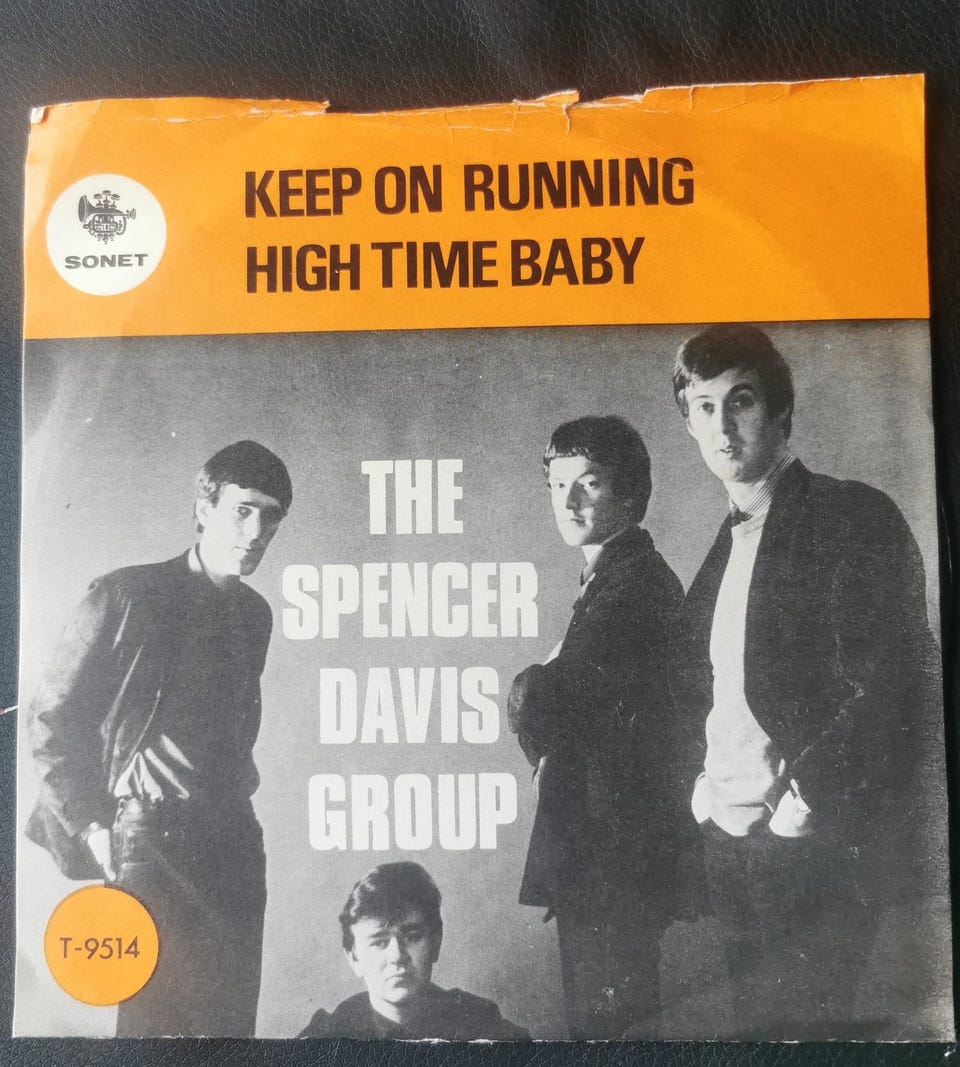 KEEP ON RUNNING
HIGH TIME BABY
SONET
THE
SPENCER
DAVIS
GROUP
T-9514